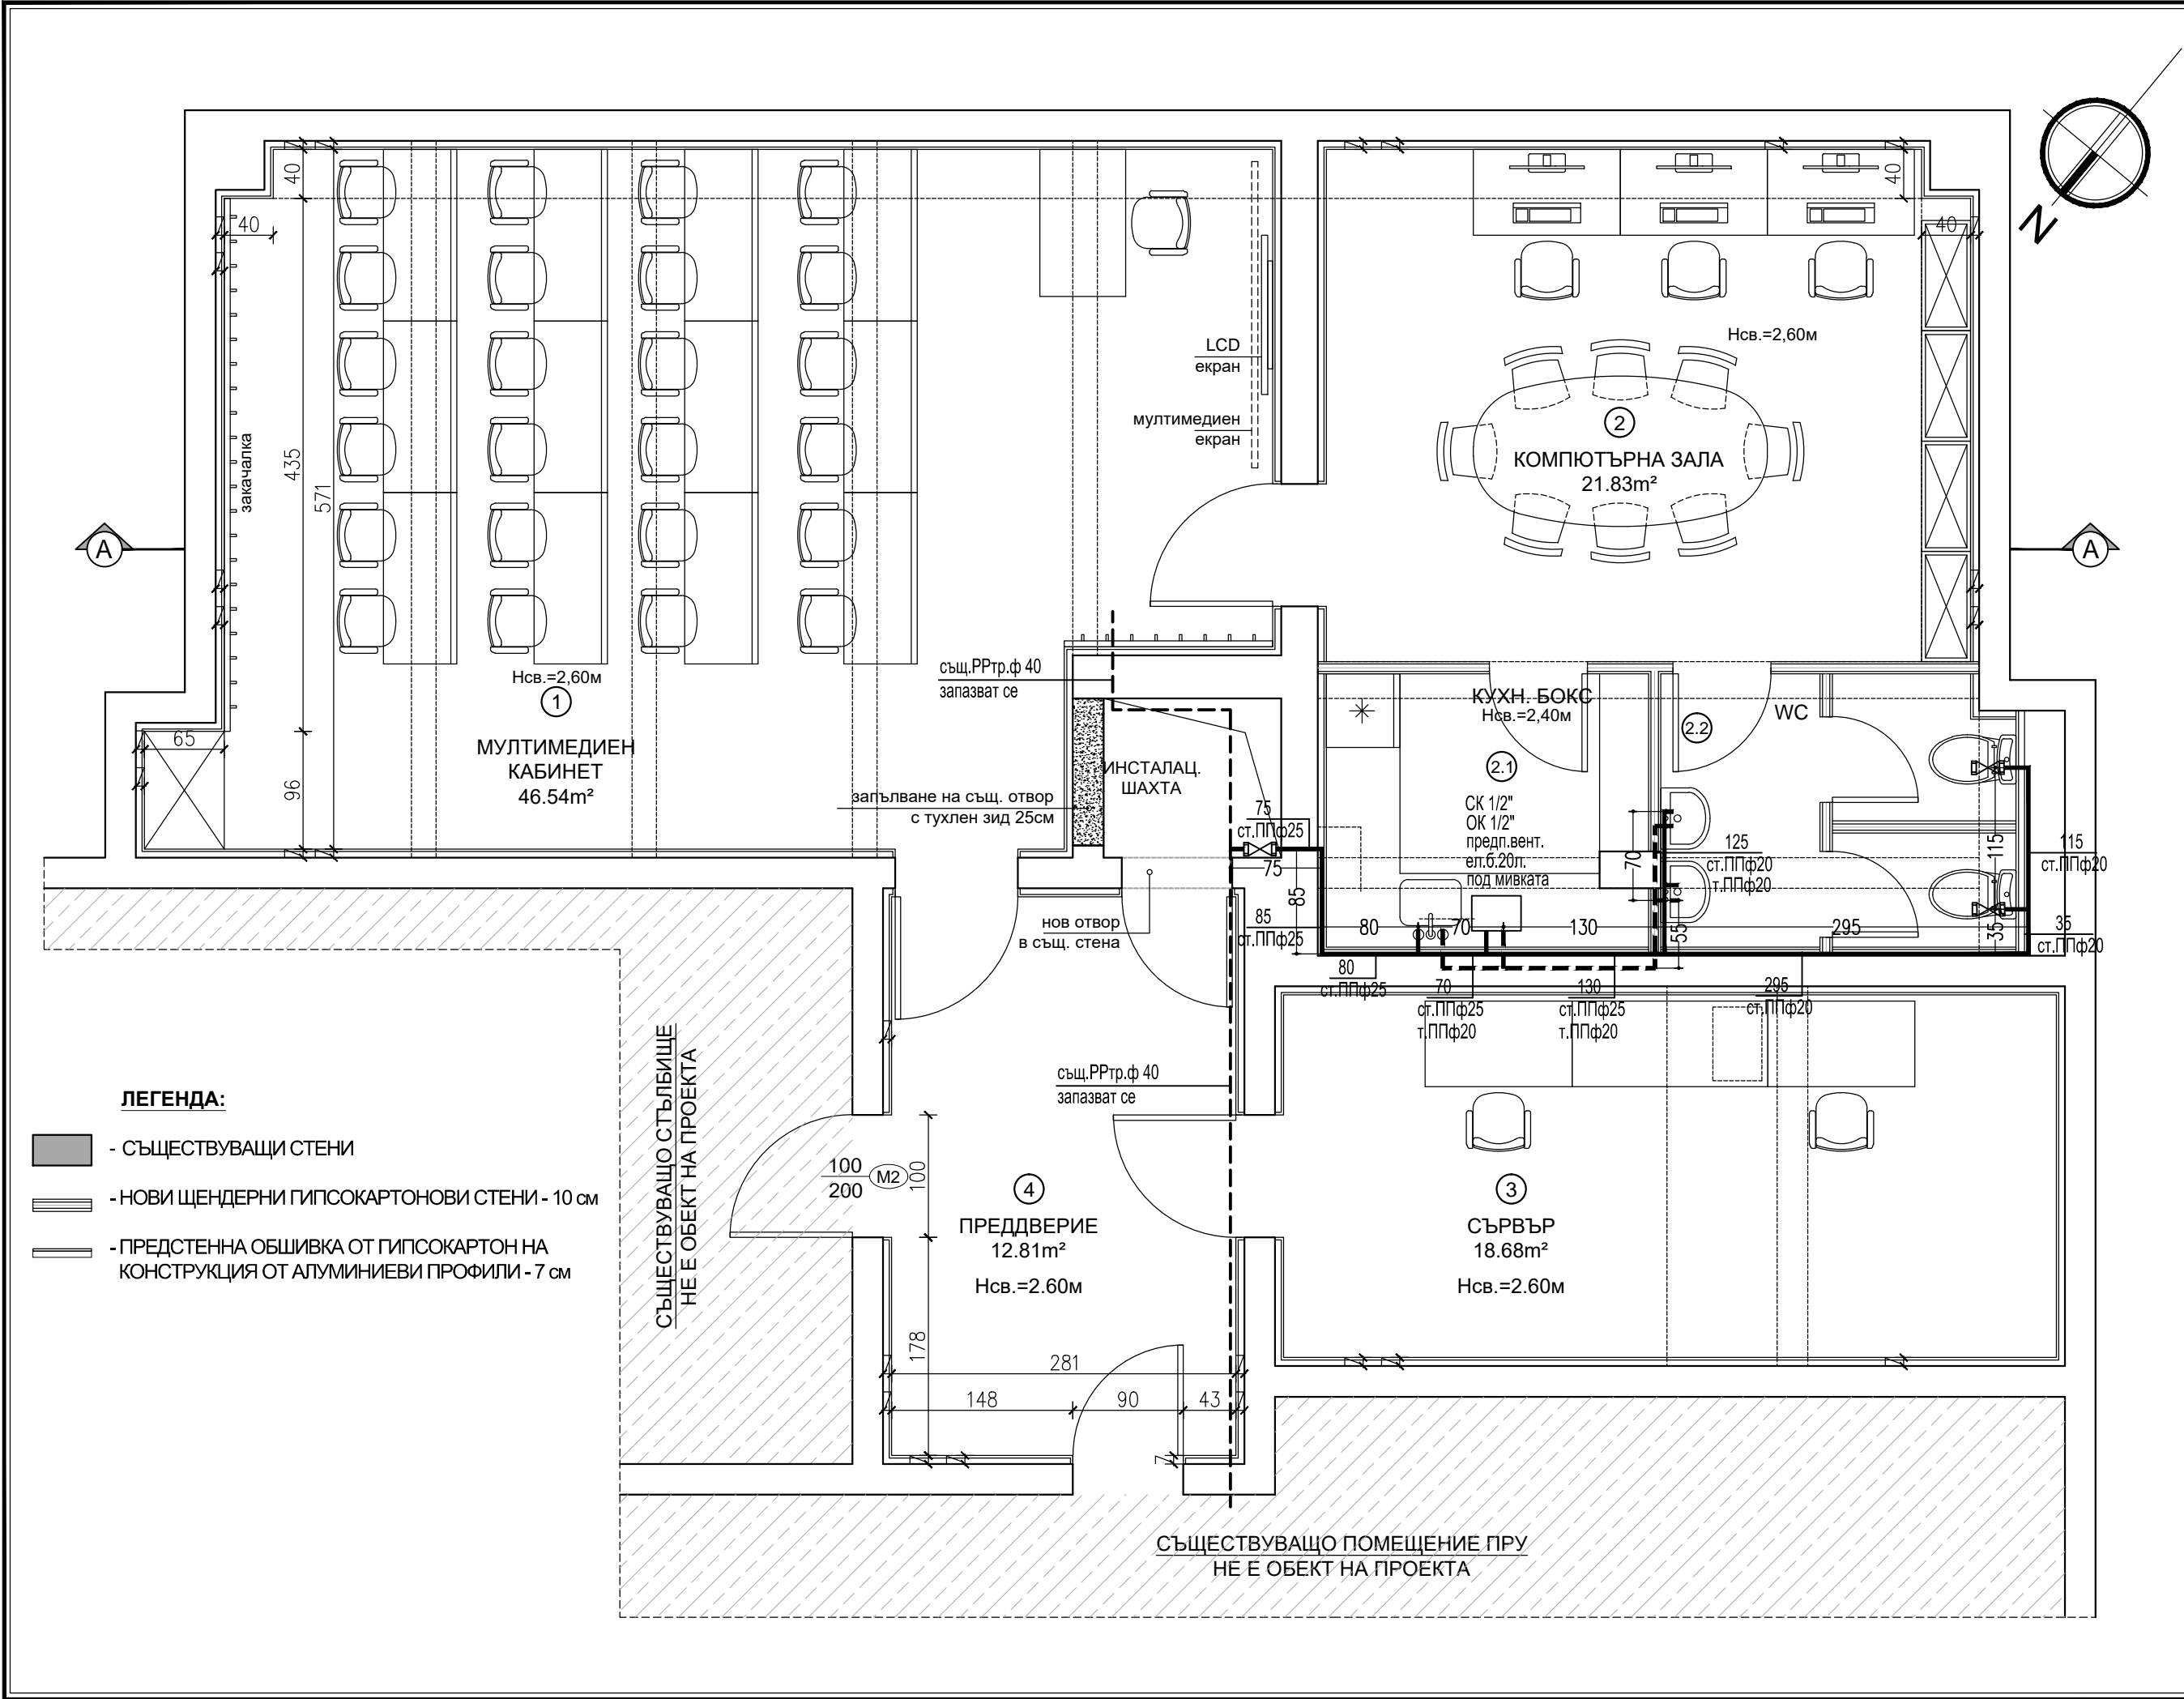 40
40
435
571
96
65
закачалка
A
Нсв.=2,60м
1
МУЛТИМЕДИЕН
КАБИНЕТ
46.54m²
LCD
екран
мултимедиен
екран
същ.PPтр.ф 40
запазват се
запълване на същ. отвор
с тухлен зид 25см
ИНСТАЛАЦ.
ШАХТА
нов отвор
в същ. стена
N
40
40
Нсв.=2,60м
2
КОМПЮТЪРНА ЗАЛА
21.83m²
A
КУХН. БОКС
Нсв.=2,40м
2.1
СК 1/2"
ОК 1/2"
предп.вент.
ел.б.20л.
под мивката
2.2
WC
75
ст.ППф25
75
85
85
ст.ППф25
80
70
130
295
70
55
125
ст.ППф20
т.ППф20
115
35
115
ст.ППф20
35
ст.ППф20
80
ст.ППф25
70
ст.ППф25
т.ППф20
130
ст.ППф25
т.ППф20
295
ст.ППф20
ЛЕГЕНДА:
- СЪЩЕСТВУВАЩИ СТЕНИ
- НОВИ ЩЕНДЕРНИ ГИПСОКАРТОНОВИ СТЕНИ - 10 см
- ПРЕДСТЕННА ОБШИВКА ОТ ГИПСОКАРТОН НА
КОНСТРУКЦИЯ ОТ АЛУМИНИЕВИ ПРОФИЛИ - 7 см
СЪЩЕСТВУВАЩО СТЪЛБИЩЕ
НЕ Е ОБЕКТ НА ПРОЕКТА
същ.PPтр.ф 40
запазват се
100
200
M2
100
178
4
ПРЕДДВЕРИЕ
12.81m²
Нсв.=2.60м
281
148
90
43
7
7
7
7
7
3
СЪРВЪР
18.68m²
Нсв.=2.60м
СЪЩЕСТВУВАЩО ПОМЕЩЕНИЕ ПРУ
НЕ Е ОБЕКТ НА ПРОЕКТА